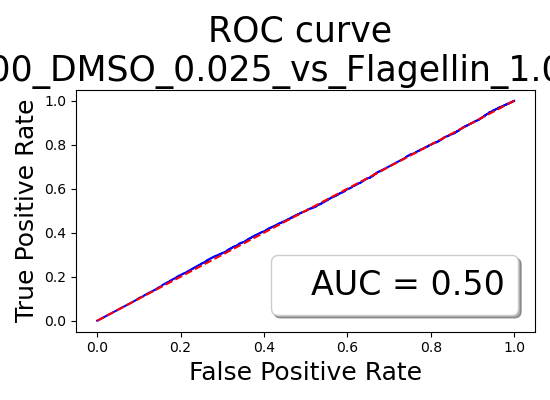 ROC curve
00_DMSO_0.025_vs_Flagellin_1.0
True Positive Rate
1.0
0.8
0.6
0.4
0.2
0.0
AUC = 0.50
0.0 0.2 0.4 0.6 0.8 1.0
False Positive Rate